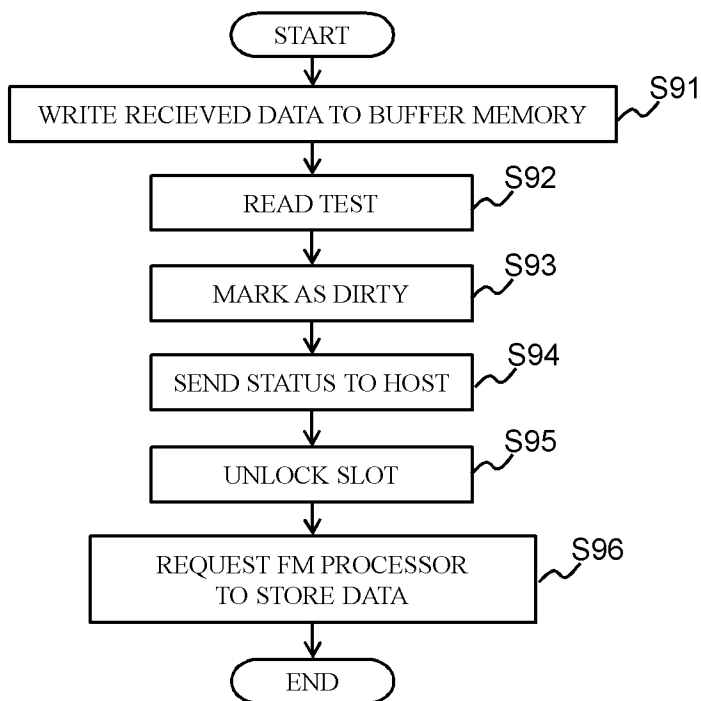 START
WRITE RECIEVED DATA TO BUFFER MEMORY
S91
READ TEST
S92
MARK AS DIRTY
S93
SEND STATUS TO HOST
S94
UNLOCK SLOT
S95
REQUEST FM PROCESSOR
TO STORE DATA
S96
END